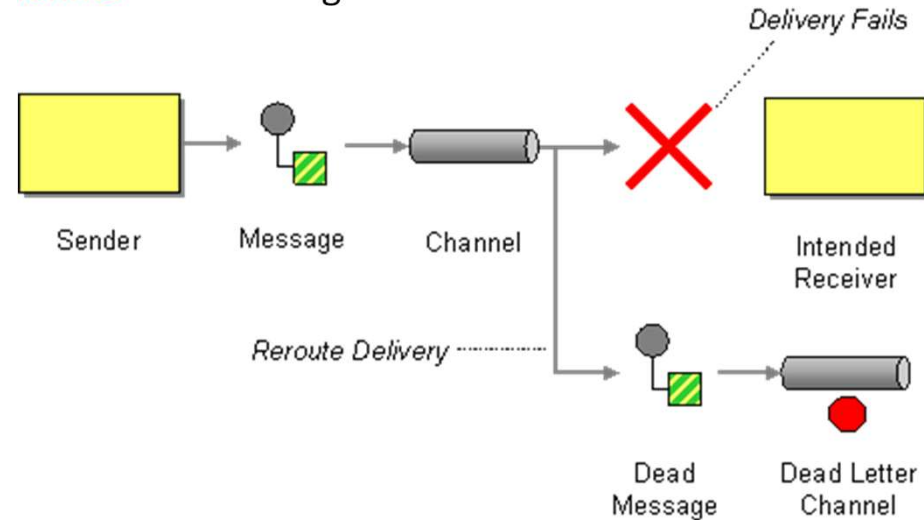 Delivery Fails
Sender
Message
Channel
Intended
Receiver
Reroute Delivery
Dead
Message
Dead Letter
Channel